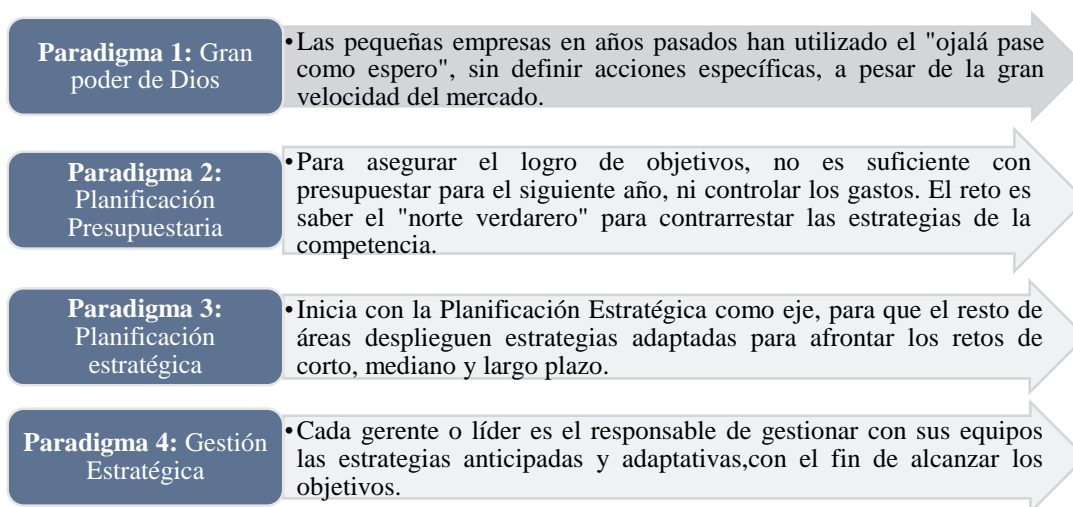 Paradigma 1: Gran
poder de Dios
•Las pequeñas empresas en años pasados han utilizado el "ojalá pase
como espero", sin definir acciones específicas, a pesar de la gran
velocidad del mercado.
Paradigma 2:
Planificación
Presupuestaria
•Para asegurar el logro de objetivos, no es suficiente con
presupuestar para el siguiente año, ni controlar los gastos. El reto es
saber el "norte verdarero" para contrarrestar las estrategias de la
competencia.
Paradigma 3:
Planificación
estratégica
•Inicia con la Planificación Estratégica como eje, para que el resto de
áreas desplieguen estrategias adaptadas para afrontar los retos de
corto, mediano y largo plazo.
Paradigma 4: Gestión
Estratégica
•Cada gerente o líder es el responsable de gestionar con sus equipos
las estrategias anticipadas y adaptativas,con el fin de alcanzar los
objetivos.